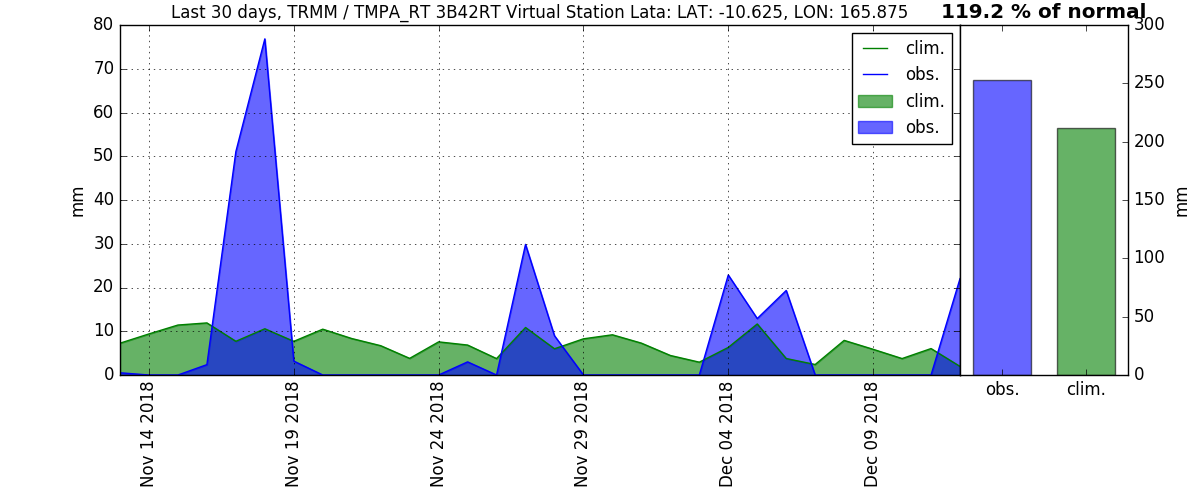 Last 30 days, TRMM / TMPA_RT 3B42RT Virtual Station Lata: LAT: -10.625, LON: 165.875
119.2 % of normal
80
70
60
50
40
30
20
10
0
mm
clim.
obs.
clim.
obs.
Nov 14 2018
Nov 19 2018
Nov 24 2018
Nov 29 2018
Dec 04 2018
Dec 09 2018
300
250
200
150
100
50
0
mm
obs.
clim.